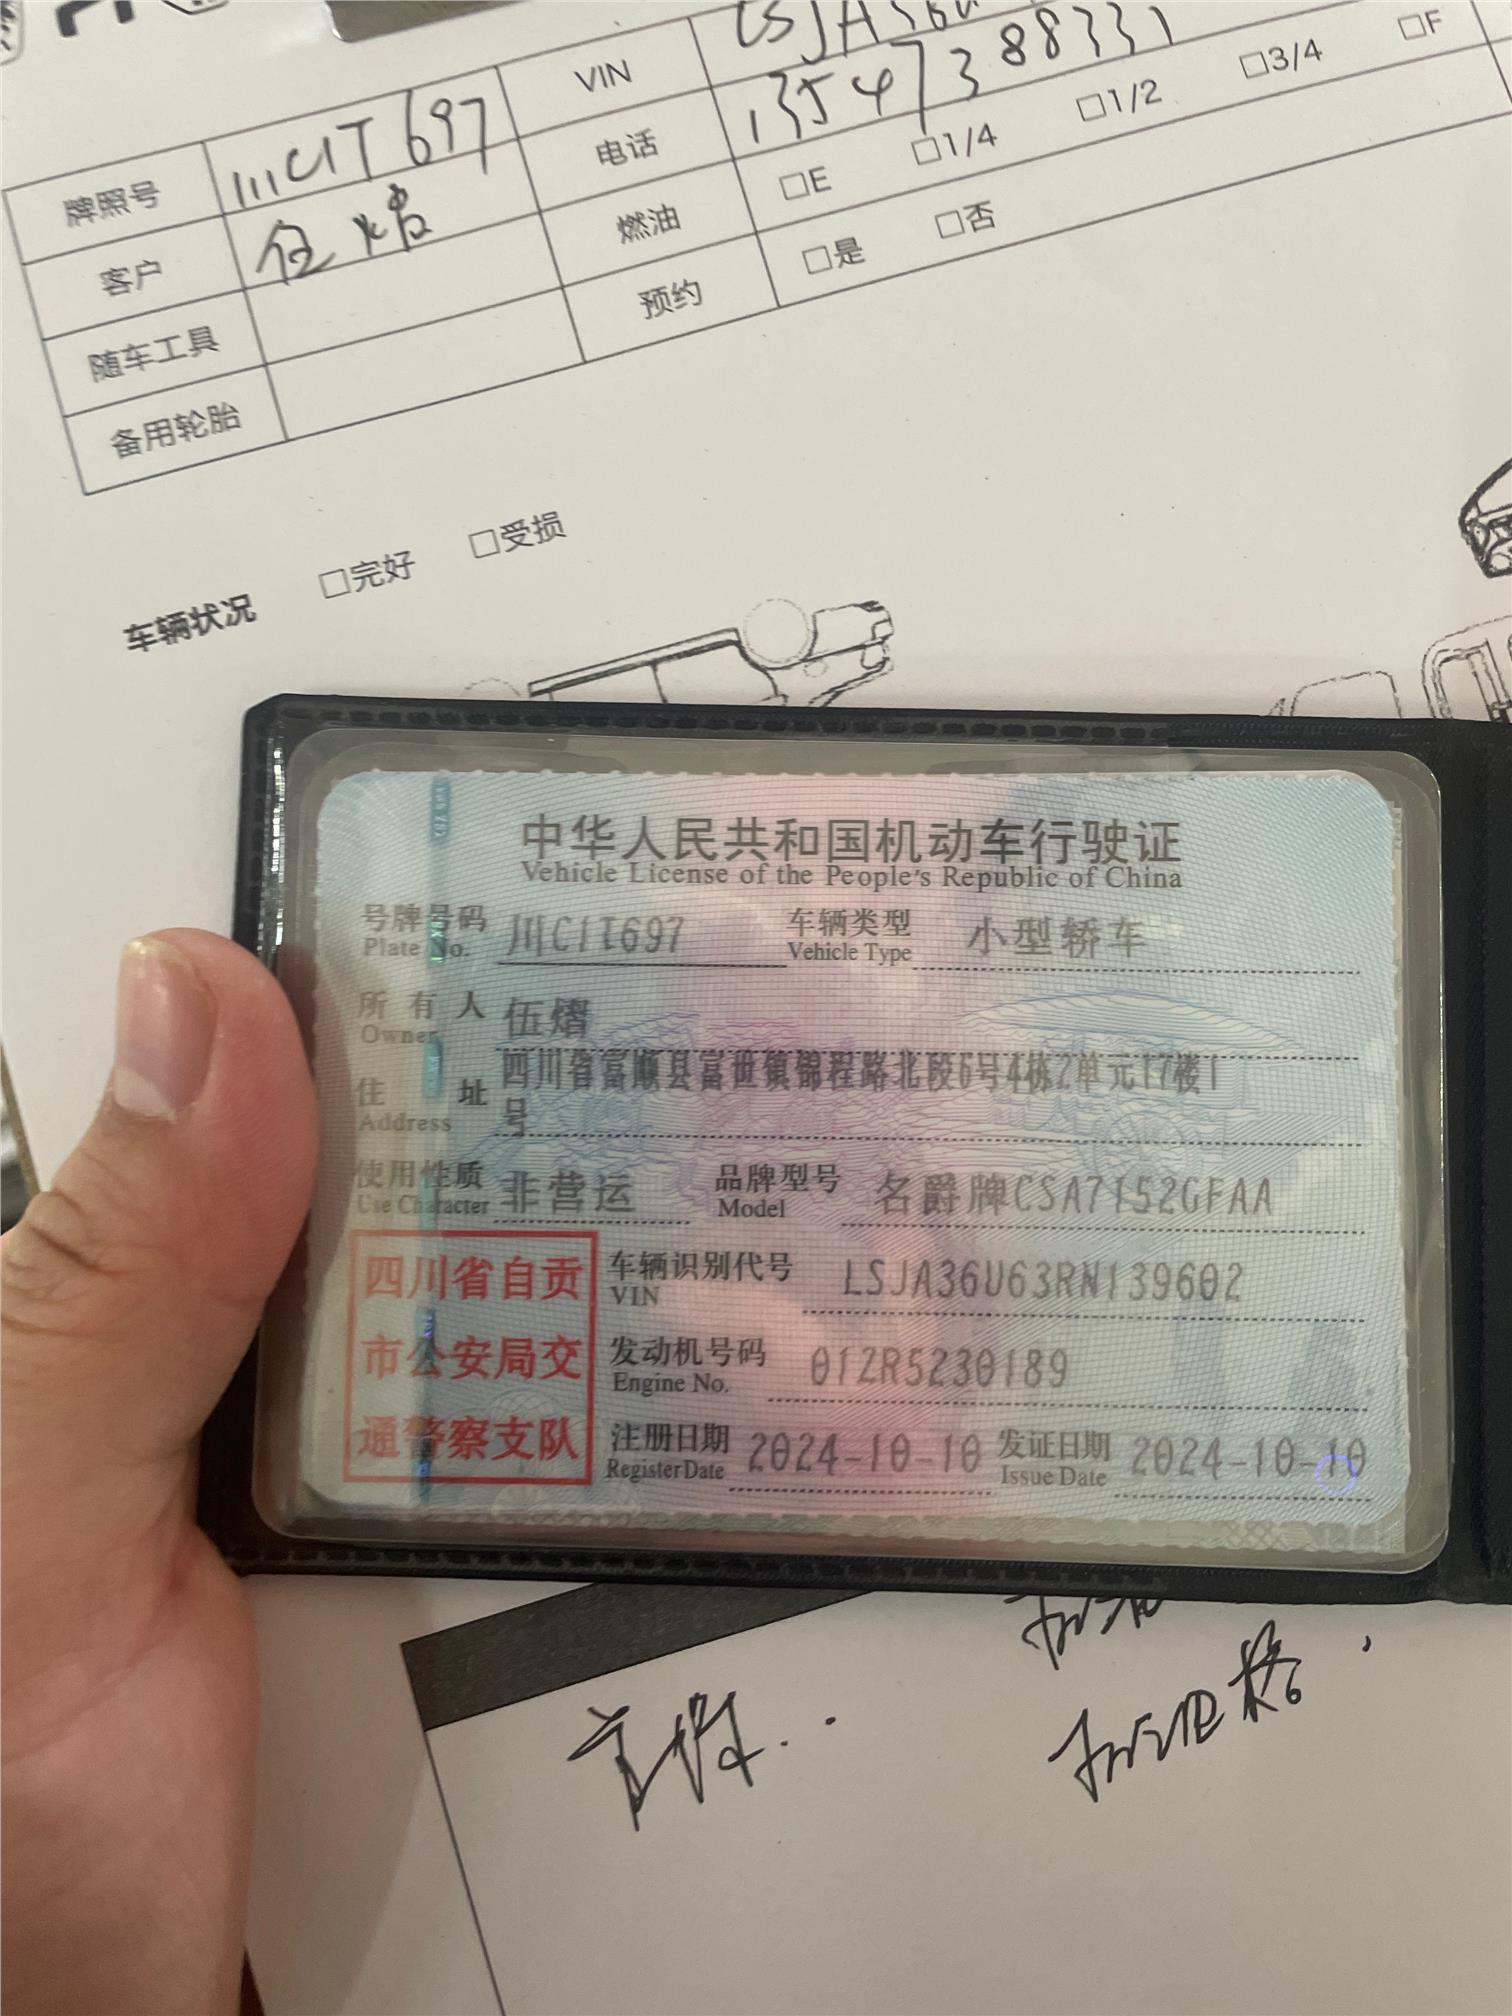 牌照号 川C1T697 VIN LSJA36U
客户 伍熠 电话 13547388331
随车工具 燃油 □E □1/4 □1/2 □3/4 □F
备用轮胎 预约 □是 □否
车辆状况 □完好 □受损
中华人民共和国机动车行驶证
Vehicle License of the People's Republic of China
号牌号码 川C1T697 车辆类型 小型轿车
Plate No. Vehicle Type
所有人 伍熠
Owner
住址 四川省富顺县富世镇锦程路北段6号4栋2单元17楼1
号
Address
使用性质 非营运 品牌型号 名爵牌CSA7152GFAA
Use Character Model
四川省自贡
市公安局交
通警察支队
车辆识别代号 LSJA36U63RN139602
VIN
发动机号码 01ZR5230189
Engine No.
注册日期 2024-10-10 发证日期 2024-10-10
Register Date Issue Date